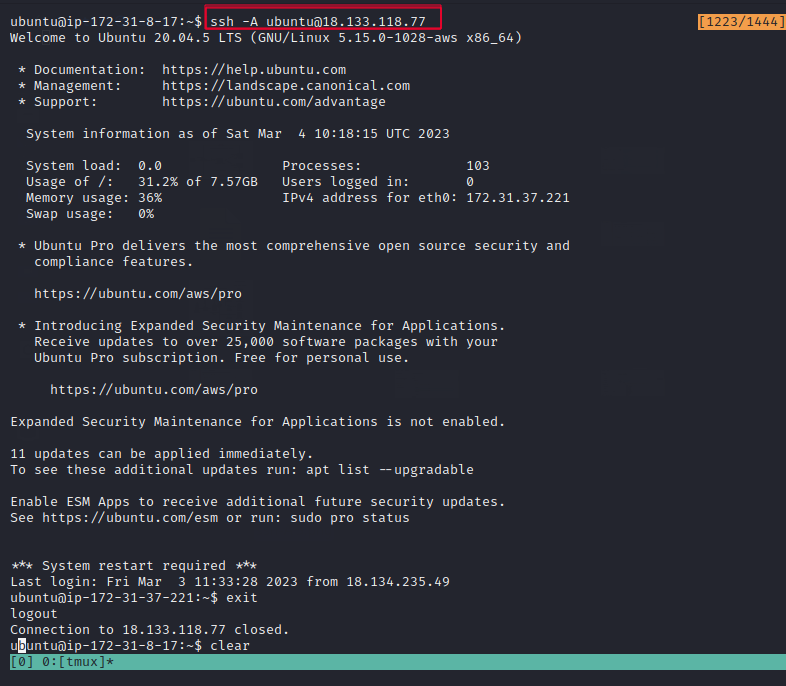 ubuntu@ip-172-31-8-17:~$ ssh -A ubuntu@18.133.118.77 [1223/1444]
Welcome to Ubuntu 20.04.5 LTS (GNU/Linux 5.15.0-1028-aws x86_64)
* Documentation: https://help.ubuntu.com
* Management: https://landscape.canonical.com
* Support: https://ubuntu.com/advantage
System information as of Sat Mar 4 10:18:15 UTC 2023
System load: 0.0 Processes: 103
Usage of /: 31.2% of 7.57GB Users logged in: 0
Memory usage: 36% IPv4 address for eth0: 172.31.37.221
Swap usage: 0%
* Ubuntu Pro delivers the most comprehensive open source security and
compliance features.
https://ubuntu.com/aws/pro
* Introducing Expanded Security Maintenance for Applications.
Receive updates to over 25,000 software packages with your
Ubuntu Pro subscription. Free for personal use.
https://ubuntu.com/aws/pro
Expanded Security Maintenance for Applications is not enabled.
11 updates can be applied immediately.
To see these additional updates run: apt list --upgradable
Enable ESM Apps to receive additional future security updates.
See https://ubuntu.com/esm or run: sudo pro status
*** System restart required ***
Last login: Fri Mar 3 11:33:28 2023 from 18.134.235.49
ubuntu@ip-172-31-37-221:~$ exit
logout
Connection to 18.133.118.77 closed.
ubuntu@ip-172-31-8-17:~$ clear
[0] 0:[tmux]*